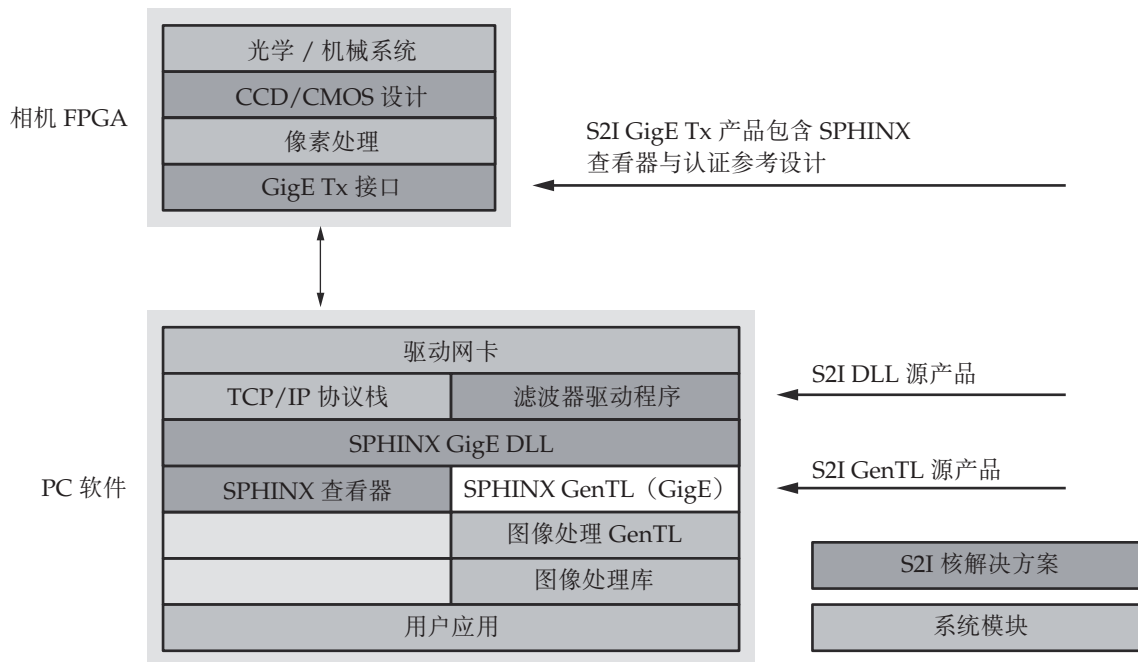 相机 FPGA
光学 / 机械系统
CCD/CMOS 设计
像素处理
GigE Tx 接口
S2I GigE Tx 产品包含 SPHINX
查看器与认证参考设计
PC 软件
驱动网卡
TCP/IP 协议栈
滤波器驱动程序
SPHINX GigE DLL
SPHINX 查看器
SPHINX GenTL（GigE）
图像处理 GenTL
图像处理库
用户应用
S2I DLL 源产品
S2I GenTL 源产品
S2I 核解决方案
系统模块